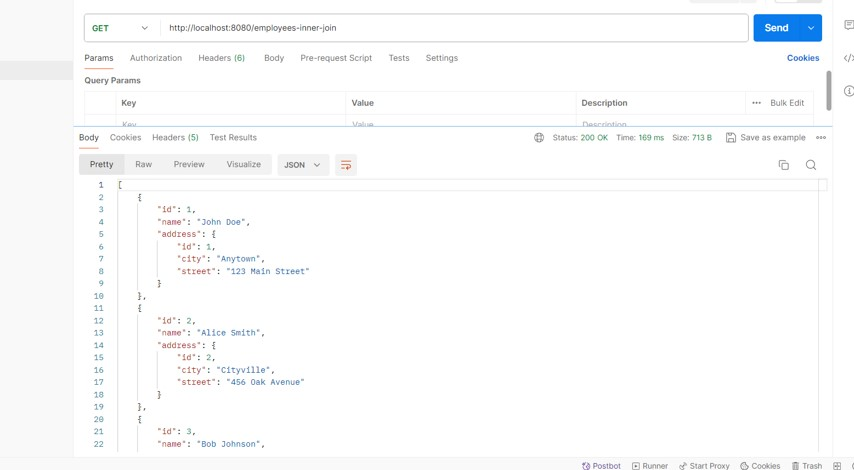 GET http://localhost:8080/employees-inner-join Send
Params Authorization Headers (6) Body Pre-request Script Tests Settings Cookies
Query Params
Key Value Description ••• Bulk Edit
Key Value Description
Body Cookies Headers (5) Test Results Status: 200 OK Time: 169 ms Size: 713 B Save as example •••
Pretty Raw Preview Visualize JSON
1 [
2 {
3 "id": 1,
4 "name": "John Doe",
5 "address": {
6 "id": 1,
7 "city": "Anytown",
8 "street": "123 Main Street"
9 }
10 },
11 {
12 "id": 2,
13 "name": "Alice Smith",
14 "address": {
15 "id": 2,
16 "city": "Cityville",
17 "street": "456 Oak Avenue"
18 }
19 },
20 {
21 "id": 3,
22 "name": "Bob Johnson",
Postbot Runner Start Proxy Cookies Trash